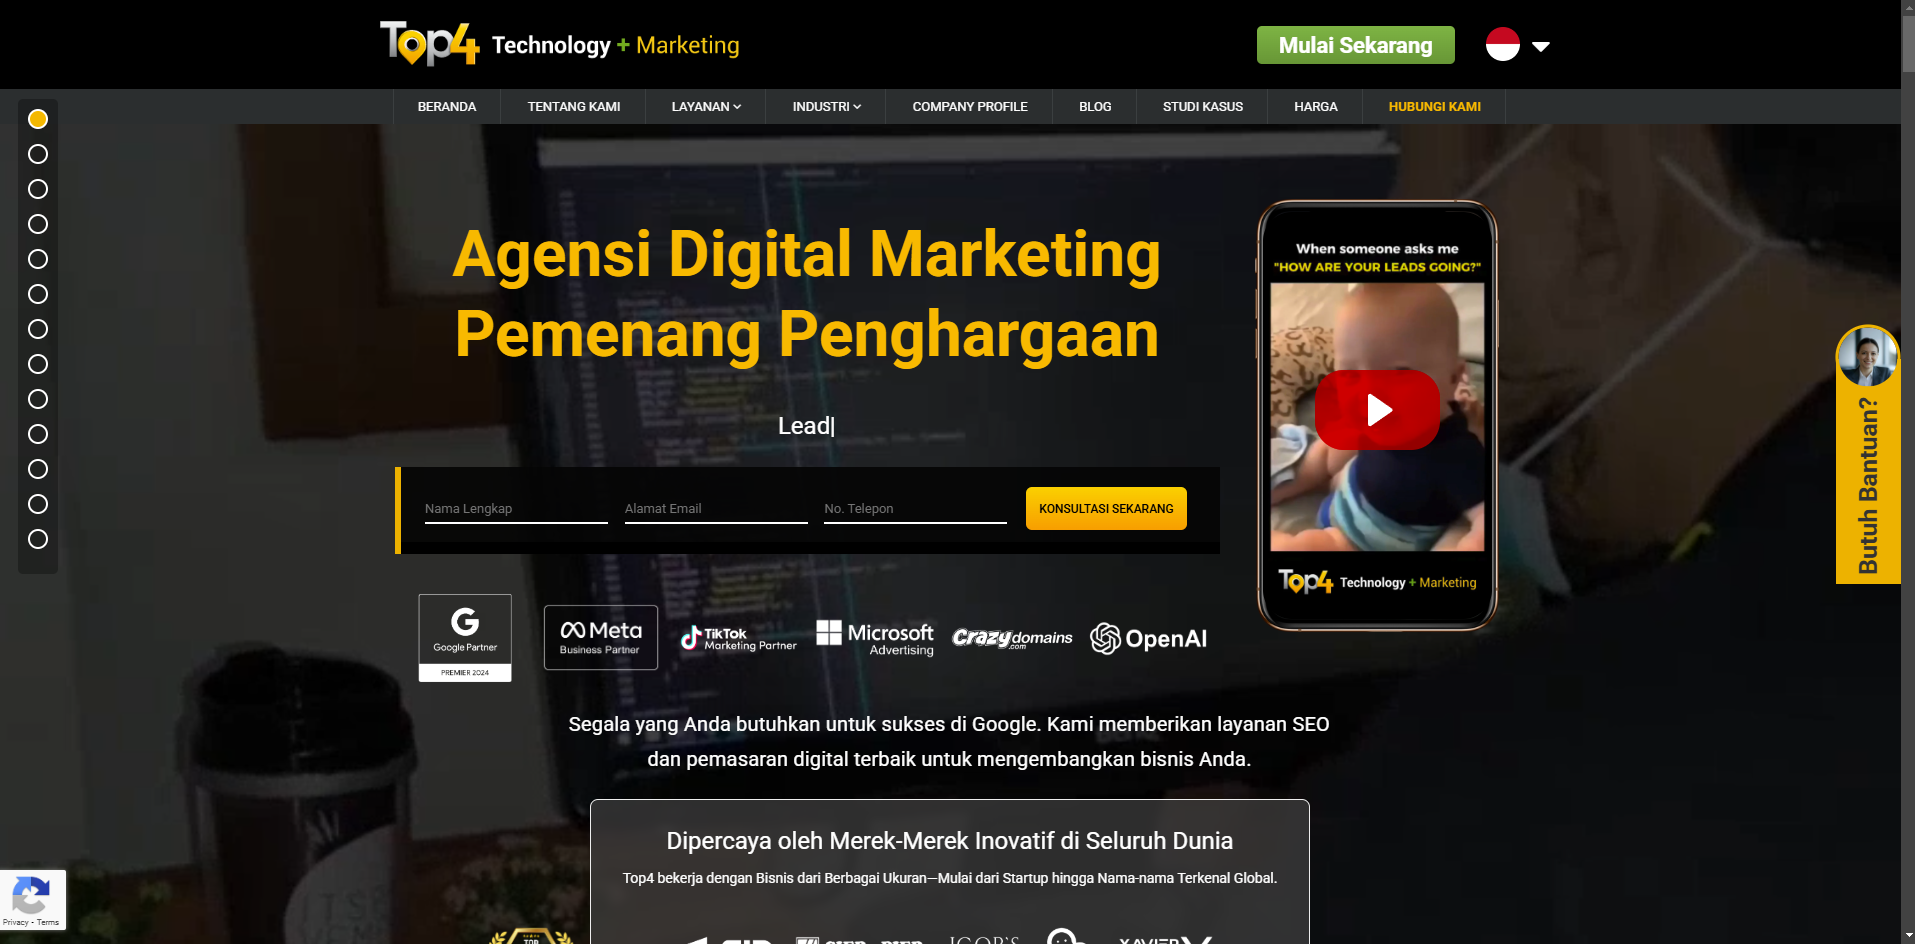 Top4 Technology + Marketing
Mulai Sekarang
BERANDA
TENTANG KAMI
LAYANAN
INDUSTRI
COMPANY PROFILE
BLOG
STUDI KASUS
HARGA
HUBUNGI KAMI
Agensi Digital Marketing
Pemenang Penghargaan
Lead|
Nama Lengkap
Alamat Email
No. Telepon
KONSULTASI SEKARANG
When someone asks me
"HOW ARE YOUR LEADS GOING?"
Top4 Technology + Marketing
Butuh Bantuan?
Google Partner
PREMIER 2024
Meta
Business Partner
TikTok
Marketing Partner
Microsoft
Advertising
Crazydomains
.com
OpenAI
Segala yang Anda butuhkan untuk sukses di Google. Kami memberikan layanan SEO
dan pemasaran digital terbaik untuk mengembangkan bisnis Anda.
Dipercaya oleh Merek-Merek Inovatif di Seluruh Dunia
Top4 bekerja dengan Bisnis dari Berbagai Ukuran—Mulai dari Startup hingga Nama-nama Terkenal Global.
TOP
Privacy - Terms